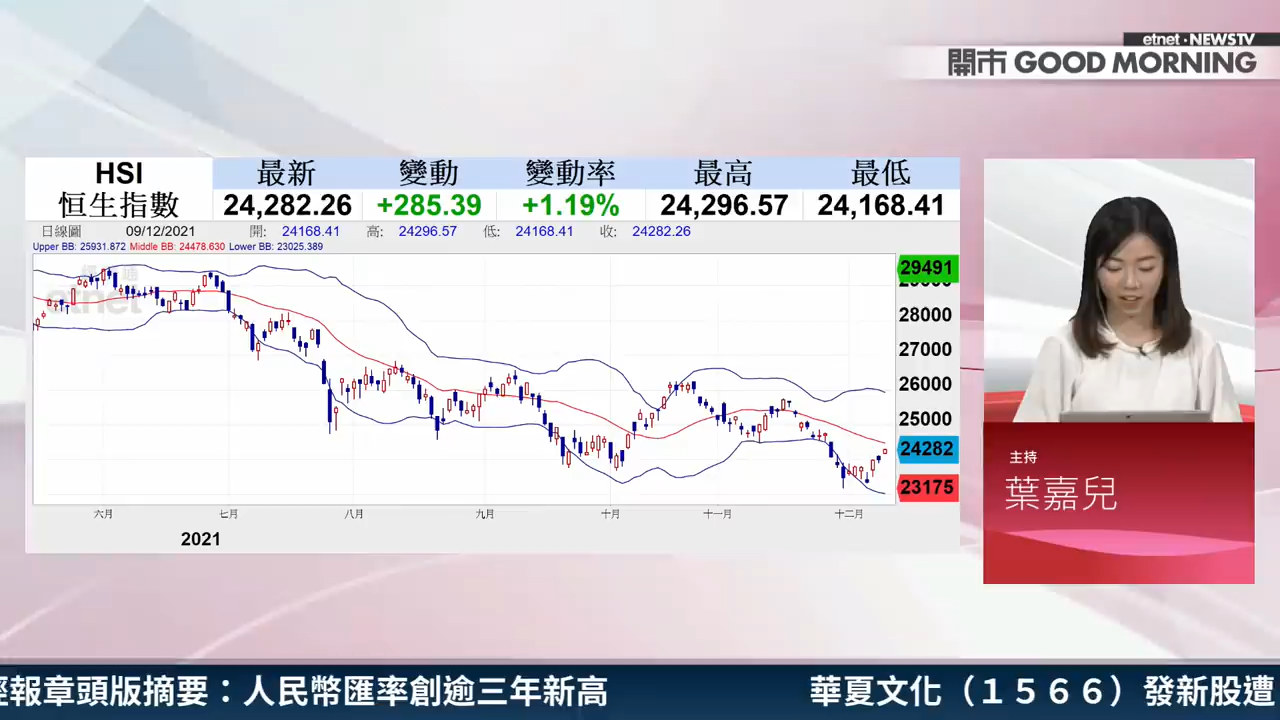 etnet・NEWSTV
開市 GOOD MORNING
HSI 最新 變動 變動率 最高 最低
恒生指數 24,282.26 +285.39 +1.19% 24,296.57 24,168.41
日線圖 09/12/2021 開: 24168.41 高: 24296.57 低: 24168.41 收: 24282.26
Upper BB: 25931.872 Middle BB: 24478.630 Lower BB: 23025.389
etnet
29491
28000
27000
26000
25000
24282
23175
六月 七月 八月 九月 十月 十一月 十二月
2021
主持
葉嘉兒
報章頭版摘要：人民幣匯率創逾三年新高 華夏文化（１５６６）發新股遭